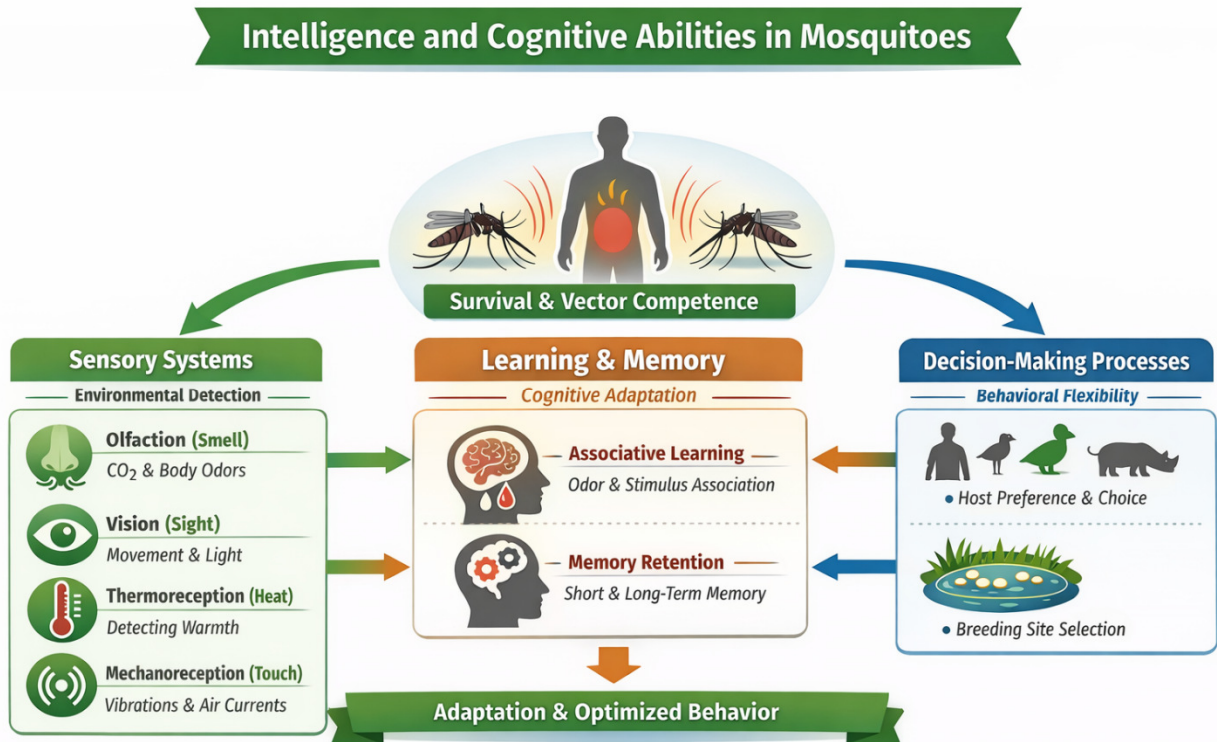 Intelligence and Cognitive Abilities in Mosquitoes
Survival & Vector Competence
Sensory Systems
Environmental Detection
Olfaction (Smell)
CO₂ & Body Odors
Vision (Sight)
Movement & Light
Thermoreception (Heat)
Detecting Warmth
Mechanoreception (Touch)
Vibrations & Air Currents
Learning & Memory
Cognitive Adaptation
Associative Learning
Odor & Stimulus Association
Memory Retention
Short & Long-Term Memory
Decision-Making Processes
Behavioral Flexibility
• Host Preference & Choice
• Breeding Site Selection
Adaptation & Optimized Behavior